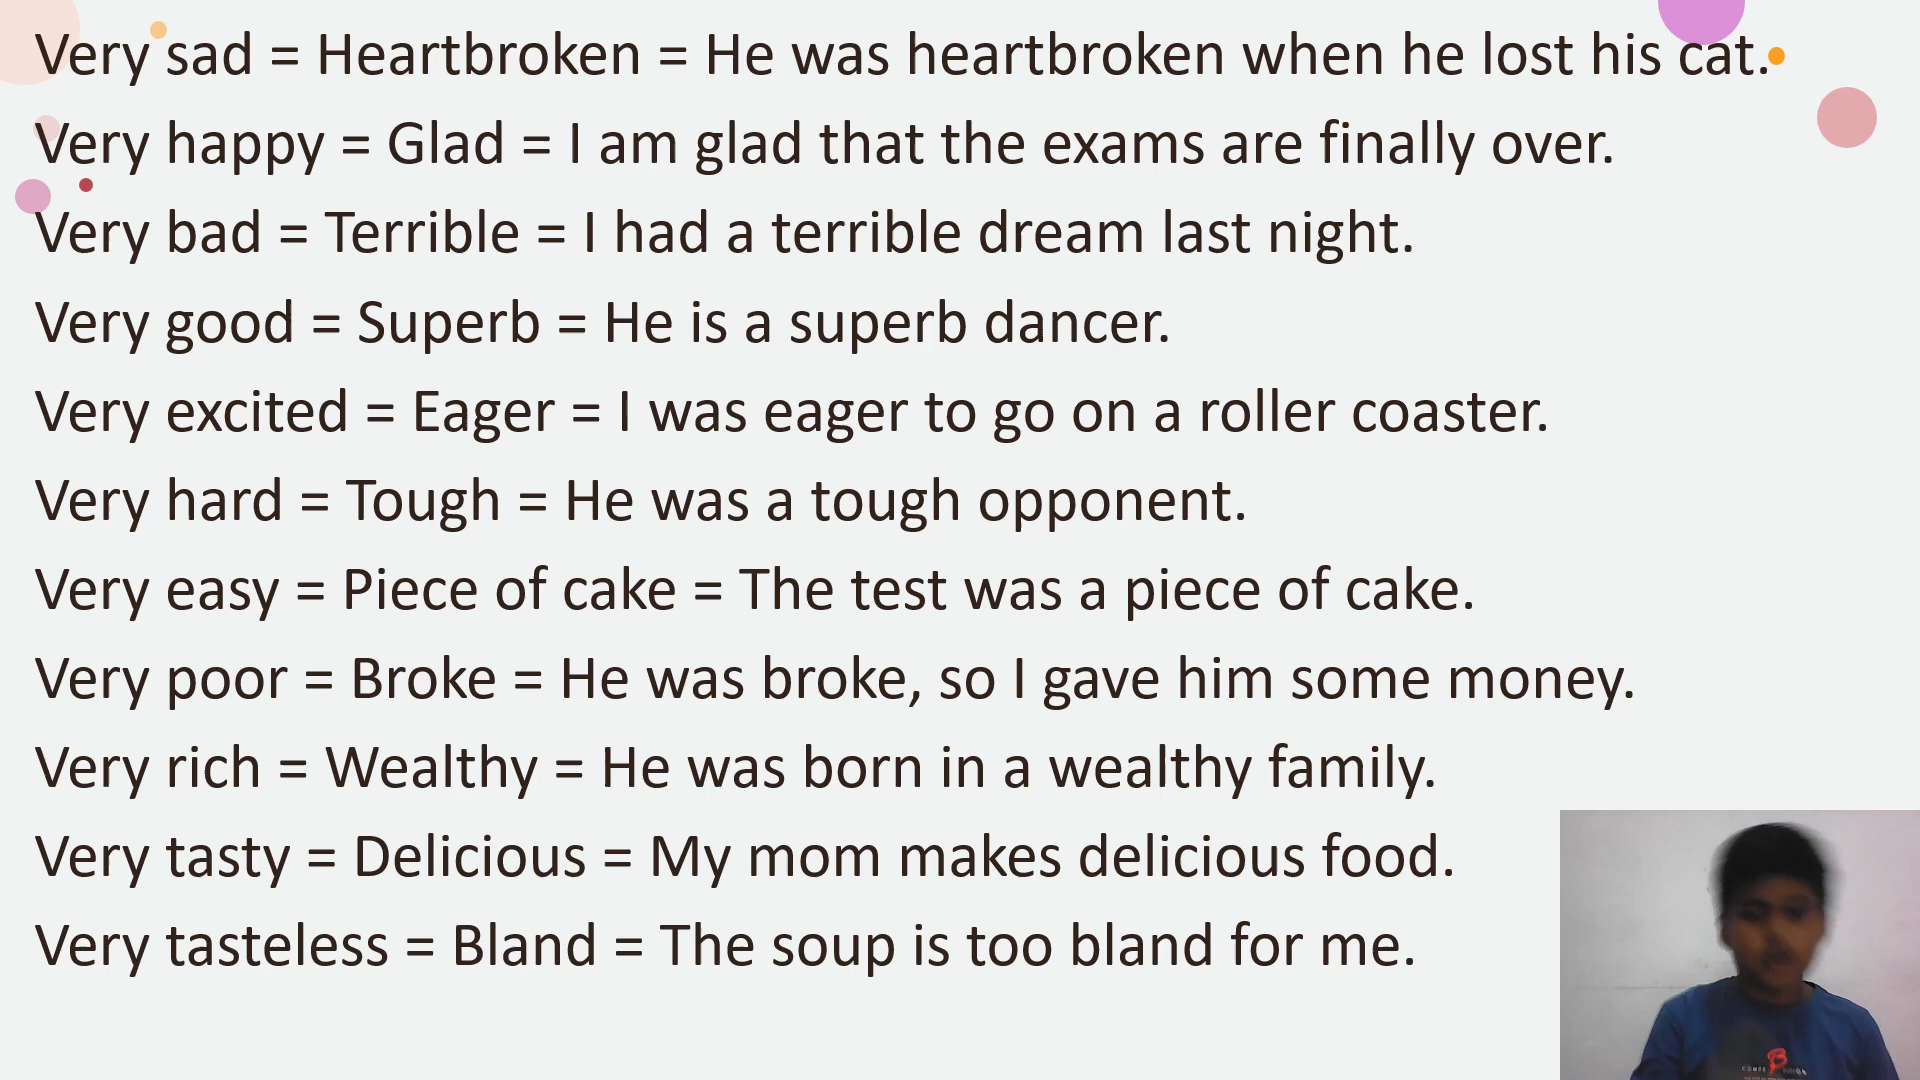 Very sad = Heartbroken = He was heartbroken when he lost his cat.
Very happy = Glad = I am glad that the exams are finally over.
Very bad = Terrible = I had a terrible dream last night.
Very good = Superb = He is a superb dancer.
Very excited = Eager = I was eager to go on a roller coaster.
Very hard = Tough = He was a tough opponent.
Very easy = Piece of cake = The test was a piece of cake.
Very poor = Broke = He was broke, so I gave him some money.
Very rich = Wealthy = He was born in a wealthy family.
Very tasty = Delicious = My mom makes delicious food.
Very tasteless = Bland = The soup is too bland for me.